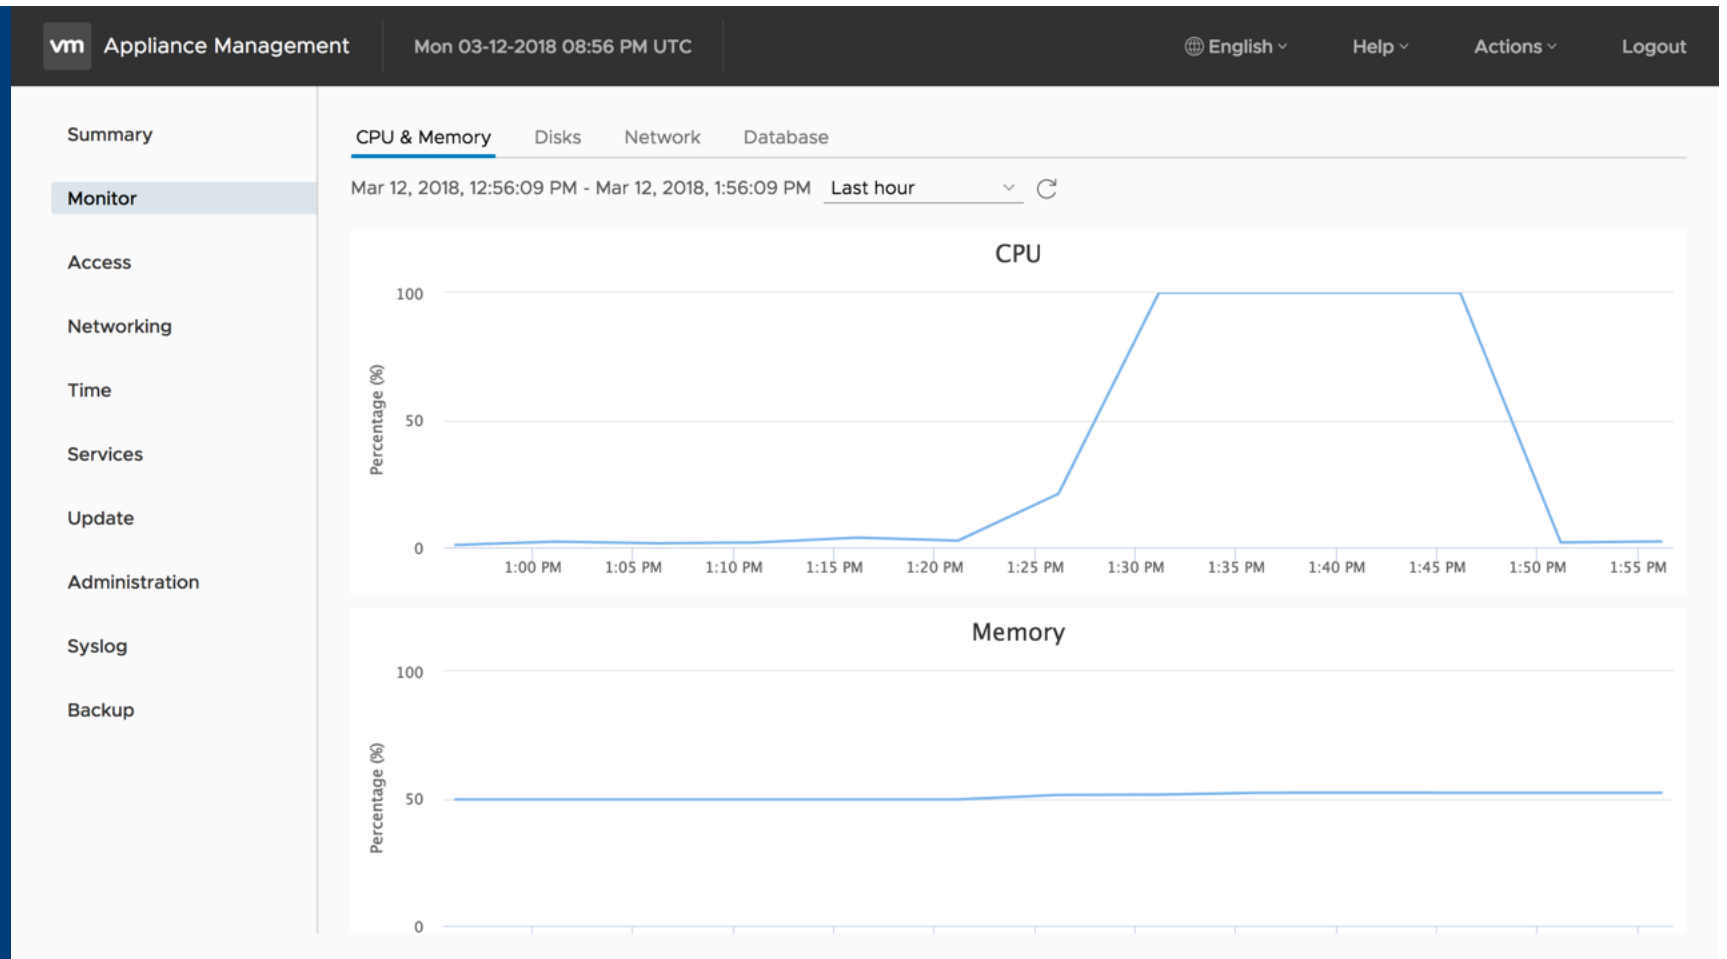 vm Appliance Management Mon 03-12-2018 08:56 PM UTC English Help Actions Logout
Summary
Monitor
Access
Networking
Time
Services
Update
Administration
Syslog
Backup
CPU & Memory Disks Network Database
Mar 12, 2018, 12:56:09 PM - Mar 12, 2018, 1:56:09 PM Last hour
CPU
Percentage (%)
100
50
0
1:00 PM 1:05 PM 1:10 PM 1:15 PM 1:20 PM 1:25 PM 1:30 PM 1:35 PM 1:40 PM 1:45 PM 1:50 PM 1:55 PM
Memory
Percentage (%)
100
50
0